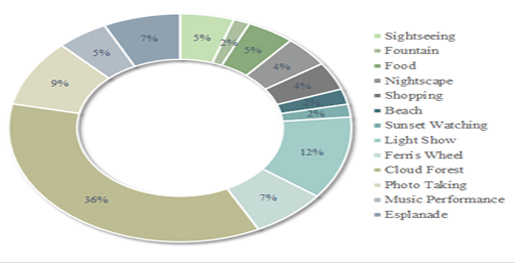 5%
2%
5%
4%
4%
2%
12%
7%
36%
9%
5%
7%
Sightseeing
Fountain
Food
Nightscape
Shopping
Beach
Sunset Watching
Light Show
Ferris Wheel
Cloud Forest
Photo Taking
Music Performance
Esplanade